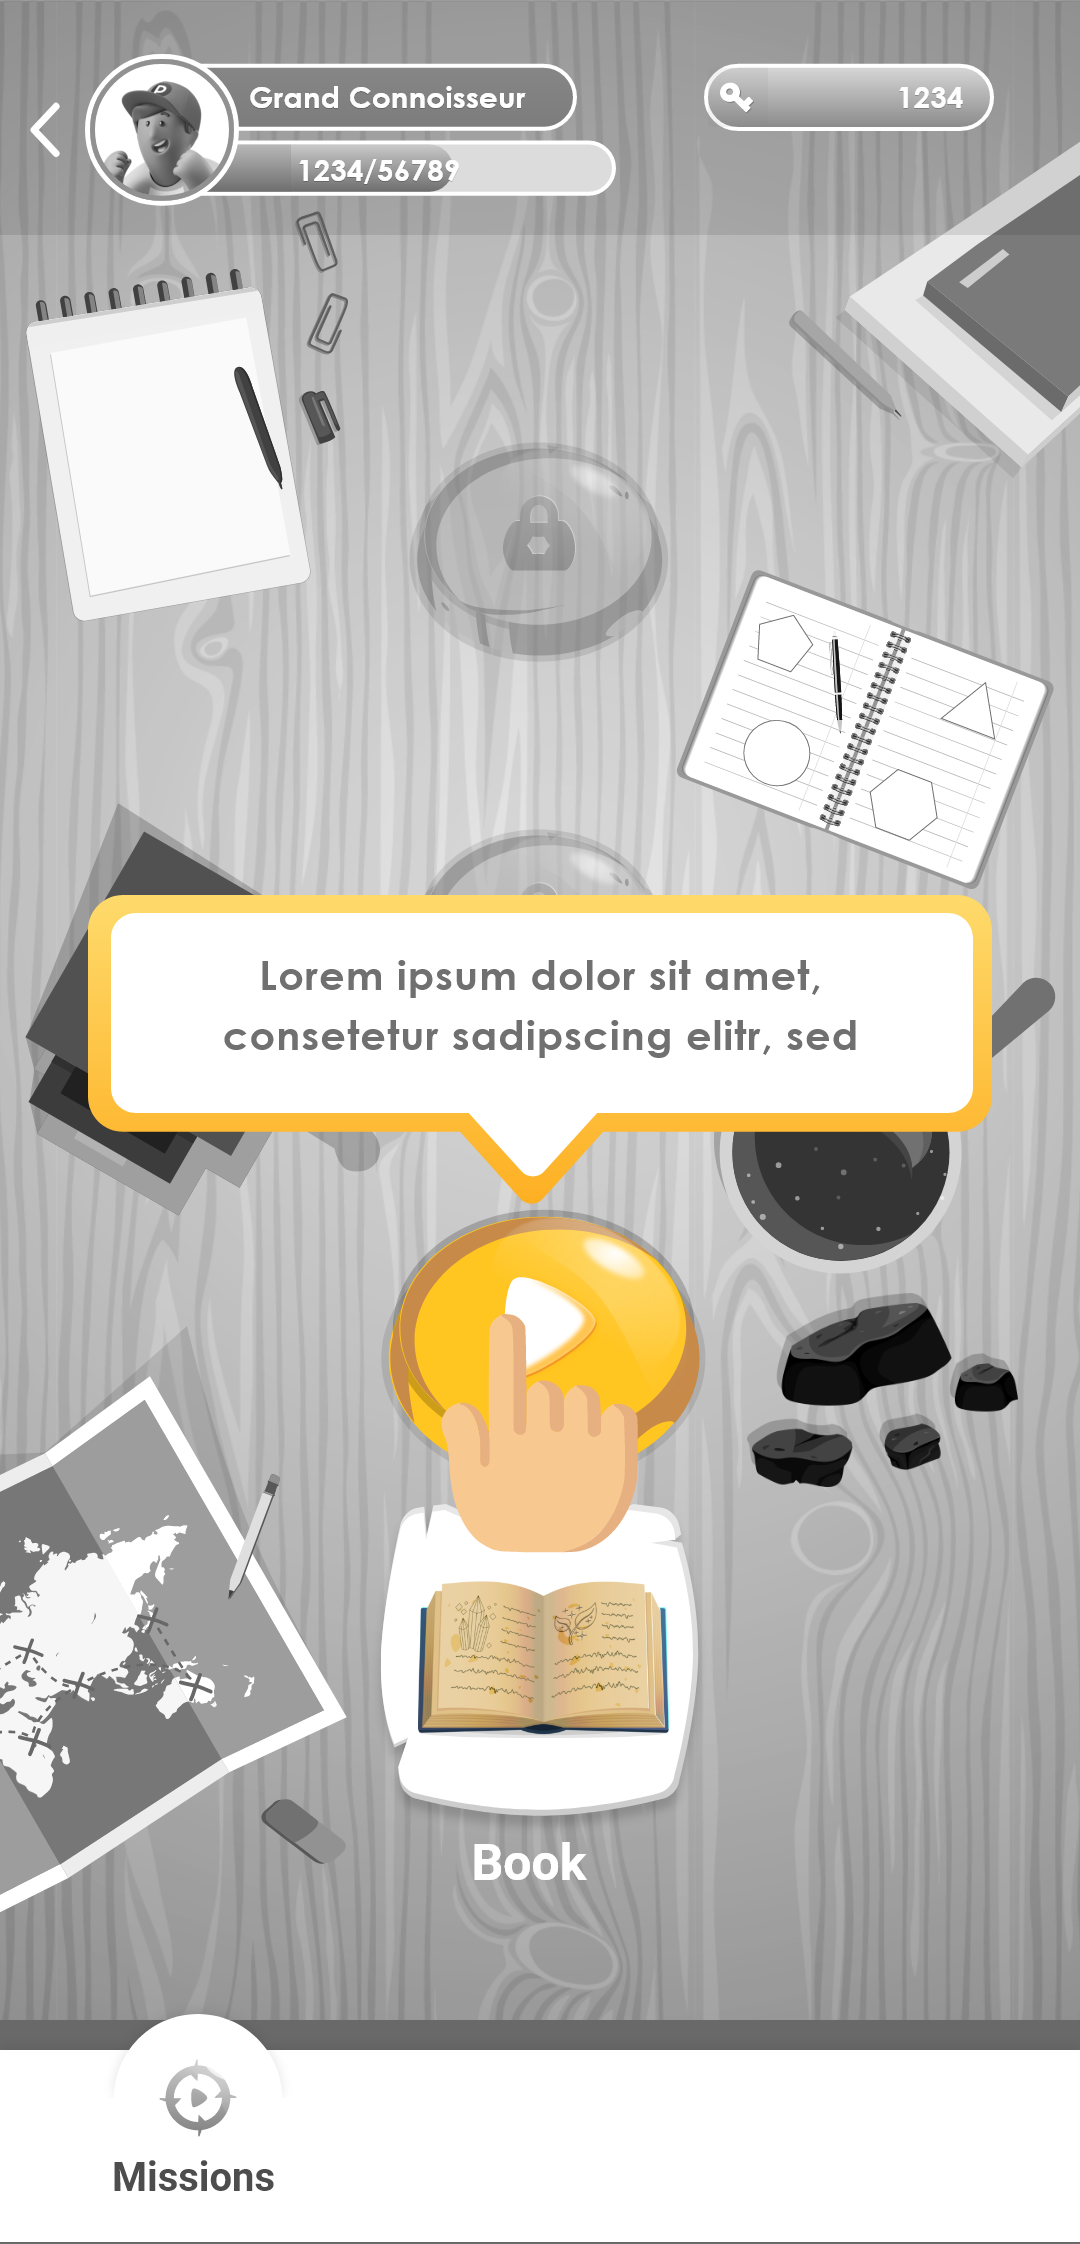 Grand Connoisseur
1234
1234/56789
Lorem ipsum dolor sit amet,
consetetur sadipscing elitr, sed
Book
Missions